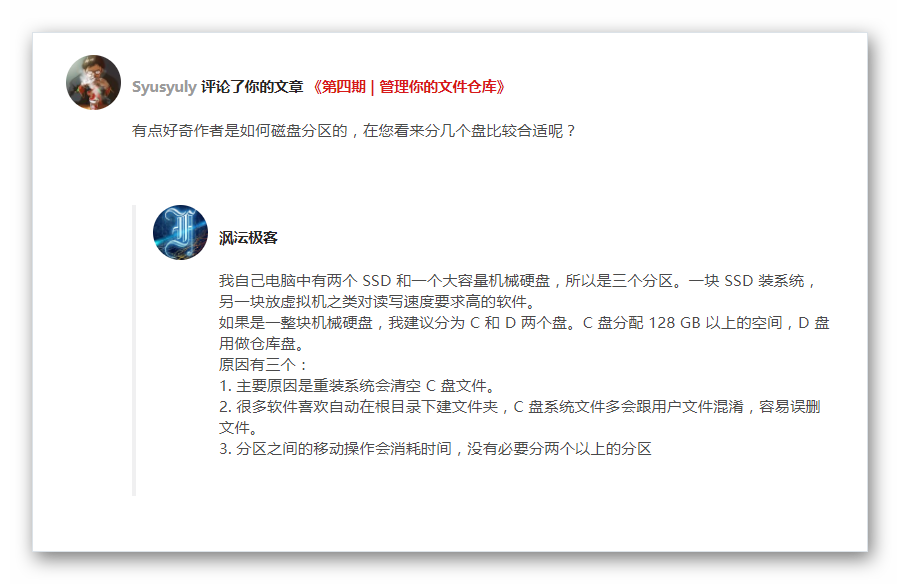 Syusyuly 评论了你的文章 《第四期 | 管理你的文件仓库》
有点好奇作者是如何磁盘分区的，在您看来分几个盘比较合适呢？
沨沄极客
我自己电脑中有两个 SSD 和一个大容量机械硬盘，所以是三个分区。一块 SSD 装系统，
另一块放虚拟机之类对读写速度要求高的软件。
如果是一整块机械硬盘，我建议分为 C 和 D 两个盘。C 盘分配 128 GB 以上的空间，D 盘
用做仓库盘。
原因有三个：
1. 主要原因是重装系统会清空 C 盘文件。
2. 很多软件喜欢自动在根目录下建文件夹，C 盘系统文件多会跟用户文件混淆，容易误删
文件。
3. 分区之间的移动操作会消耗时间，没有必要分两个以上的分区